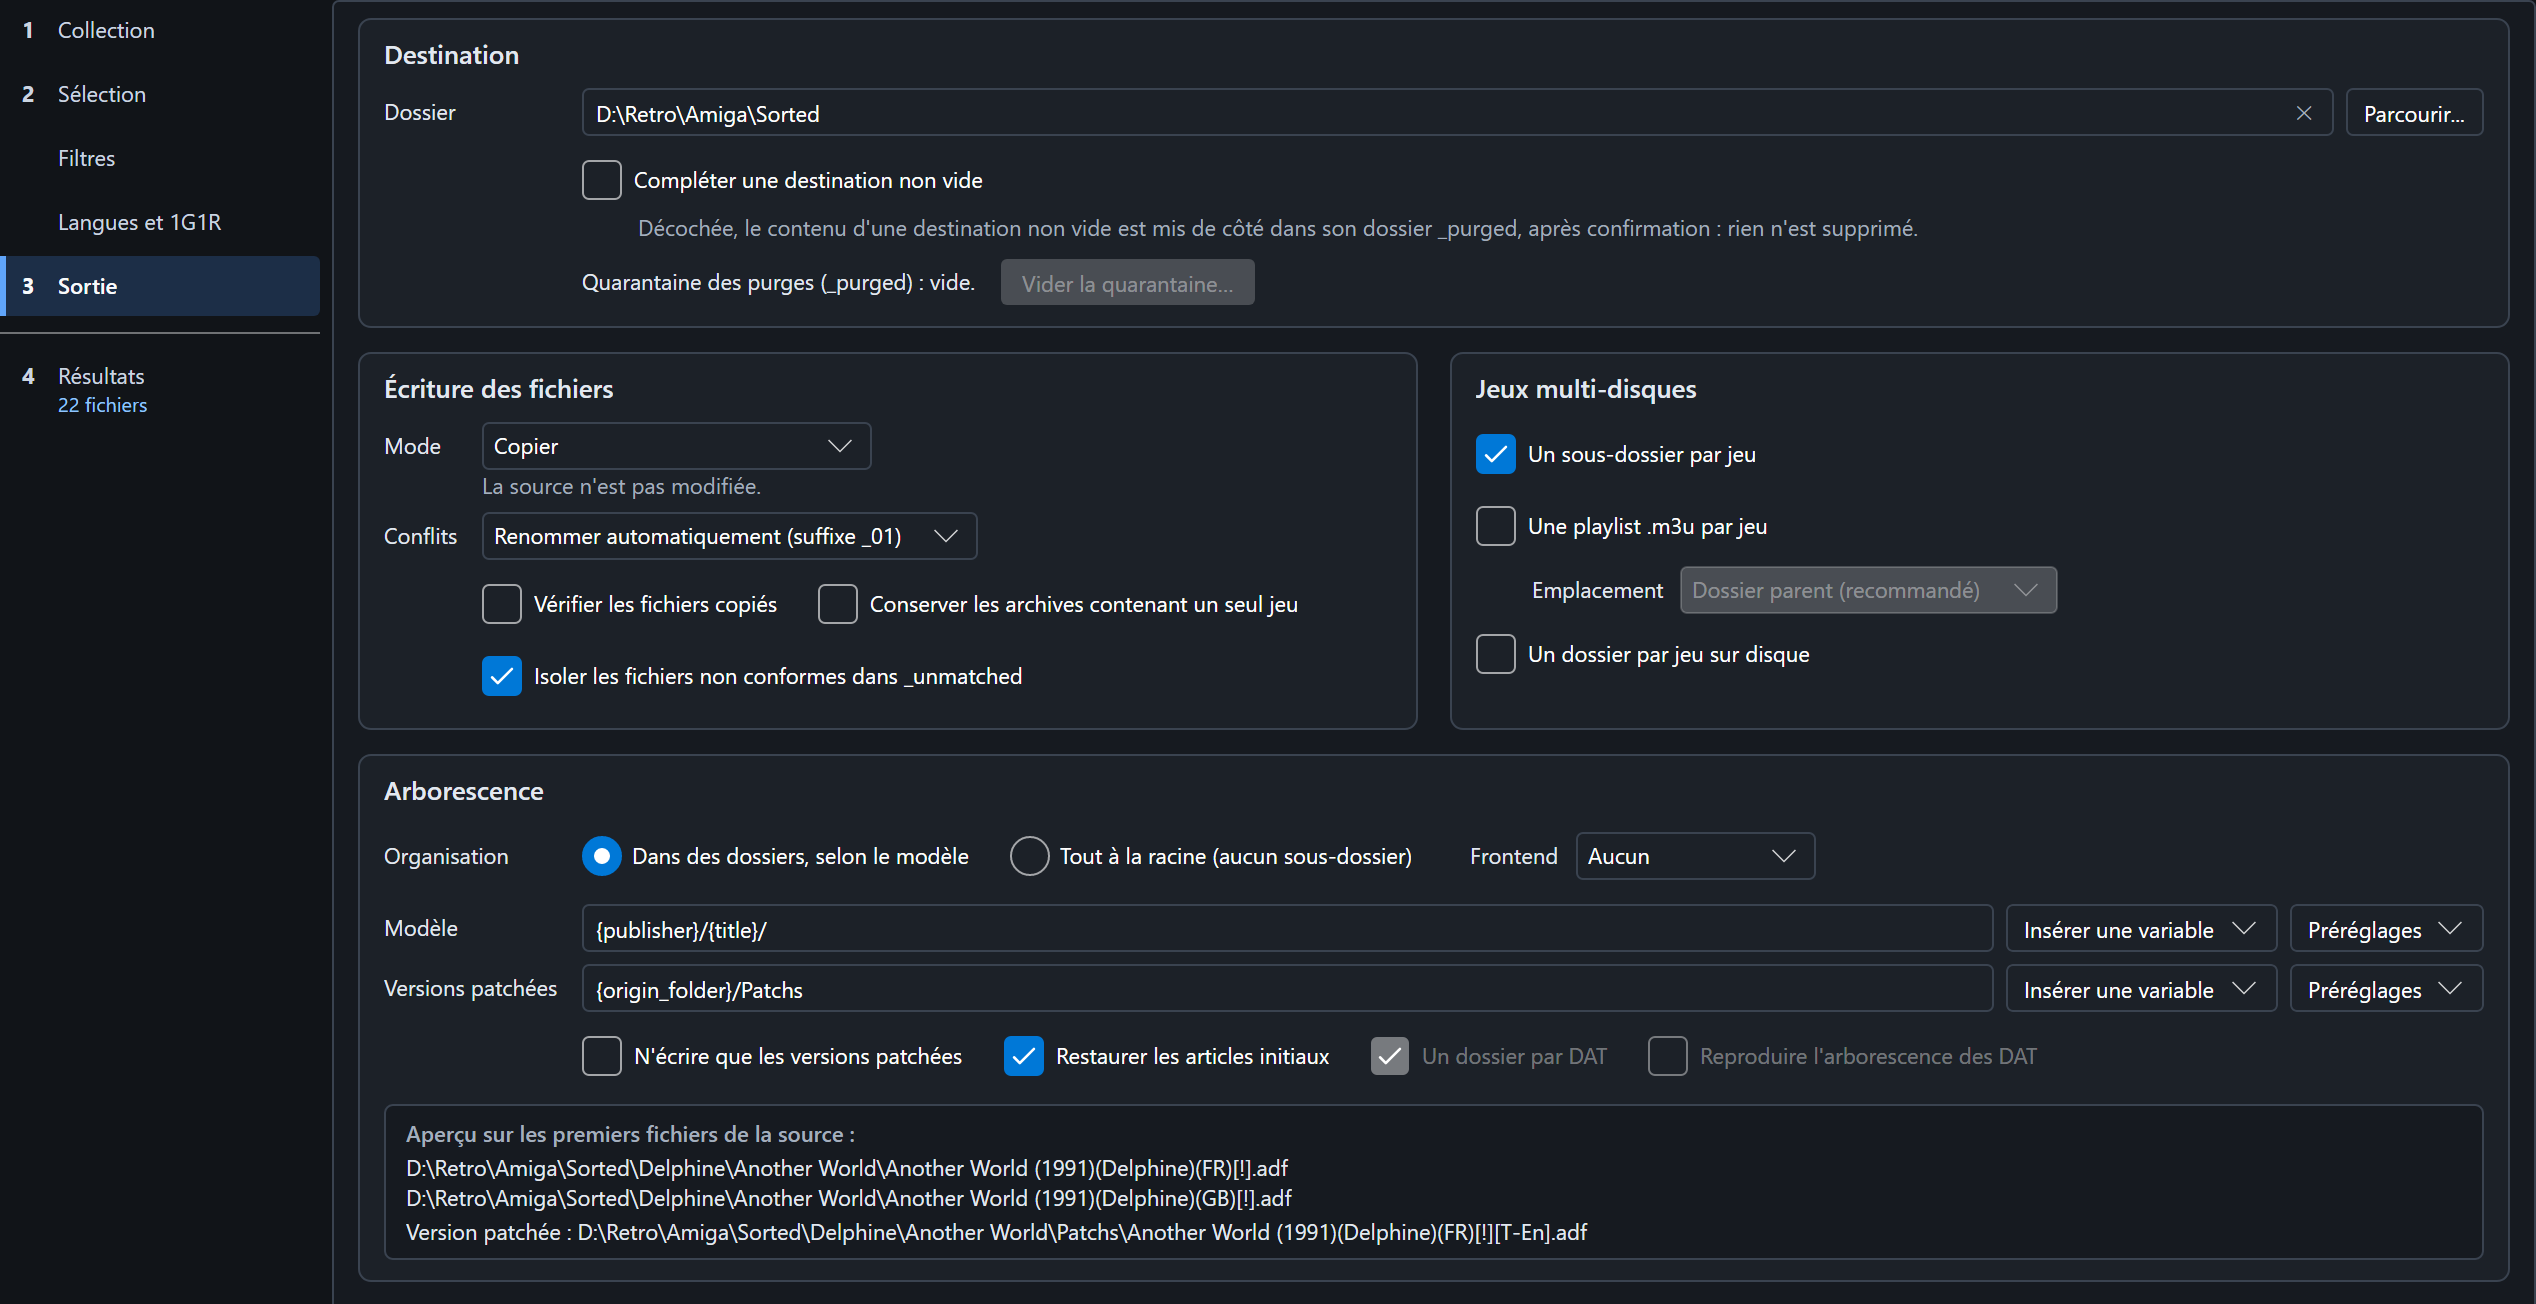 1 Collection
2 Sélection
Filtres
Langues et 1G1R
3 Sortie
4 Résultats
22 fichiers
Destination
Dossier D:\Retro\Amiga\Sorted Parcourir...
Compléter une destination non vide
Décochée, le contenu d'une destination non vide est mis de côté dans son dossier _purged, après confirmation : rien n'est supprimé.
Quarantaine des purges (_purged) : vide. Vider la quarantaine...
Écriture des fichiers
Mode Copier
La source n'est pas modifiée.
Conflits Renommer automatiquement (suffixe _01)
Vérifier les fichiers copiés Conserver les archives contenant un seul jeu
Isoler les fichiers non conformes dans _unmatched
Jeux multi-disques
Un sous-dossier par jeu
Une playlist .m3u par jeu
Emplacement Dossier parent (recommandé)
Un dossier par jeu sur disque
Arborescence
Organisation Dans des dossiers, selon le modèle Tout à la racine (aucun sous-dossier) Frontend Aucun
Modèle {publisher}/{title}/ Insérer une variable Préréglages
Versions patchées {origin_folder}/Patchs Insérer une variable Préréglages
N'écrire que les versions patchées Restaurer les articles initiaux Un dossier par DAT Reproduire l'arborescence des DAT
Aperçu sur les premiers fichiers de la source :
D:\Retro\Amiga\Sorted\Delphine\Another World\Another World (1991)(Delphine)(FR)[!].adf
D:\Retro\Amiga\Sorted\Delphine\Another World\Another World (1991)(Delphine)(GB)[!].adf
Version patchée : D:\Retro\Amiga\Sorted\Delphine\Another World\Patchs\Another World (1991)(Delphine)(FR)[!][T-En].adf